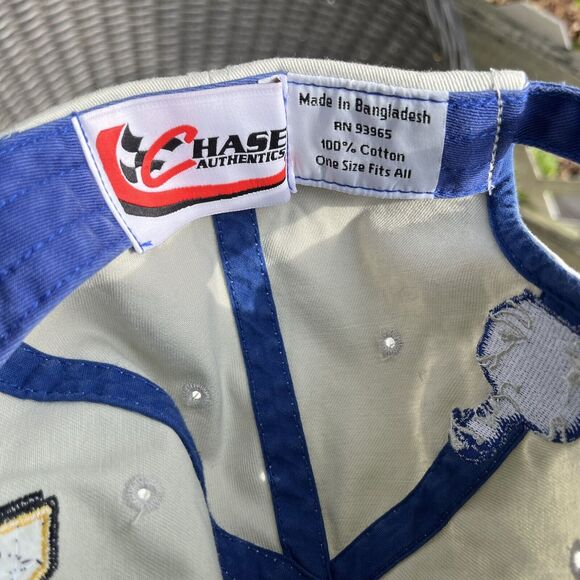 CHASE
AUTHENTICS
Made In Bangladesh
RN 93965
100% Cotton
One Size Fits All